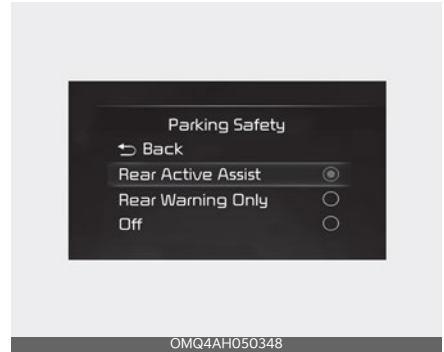 Parking Safety
Back
Rear Active Assist
Rear Warning Only
Off
OMQ4AH050348